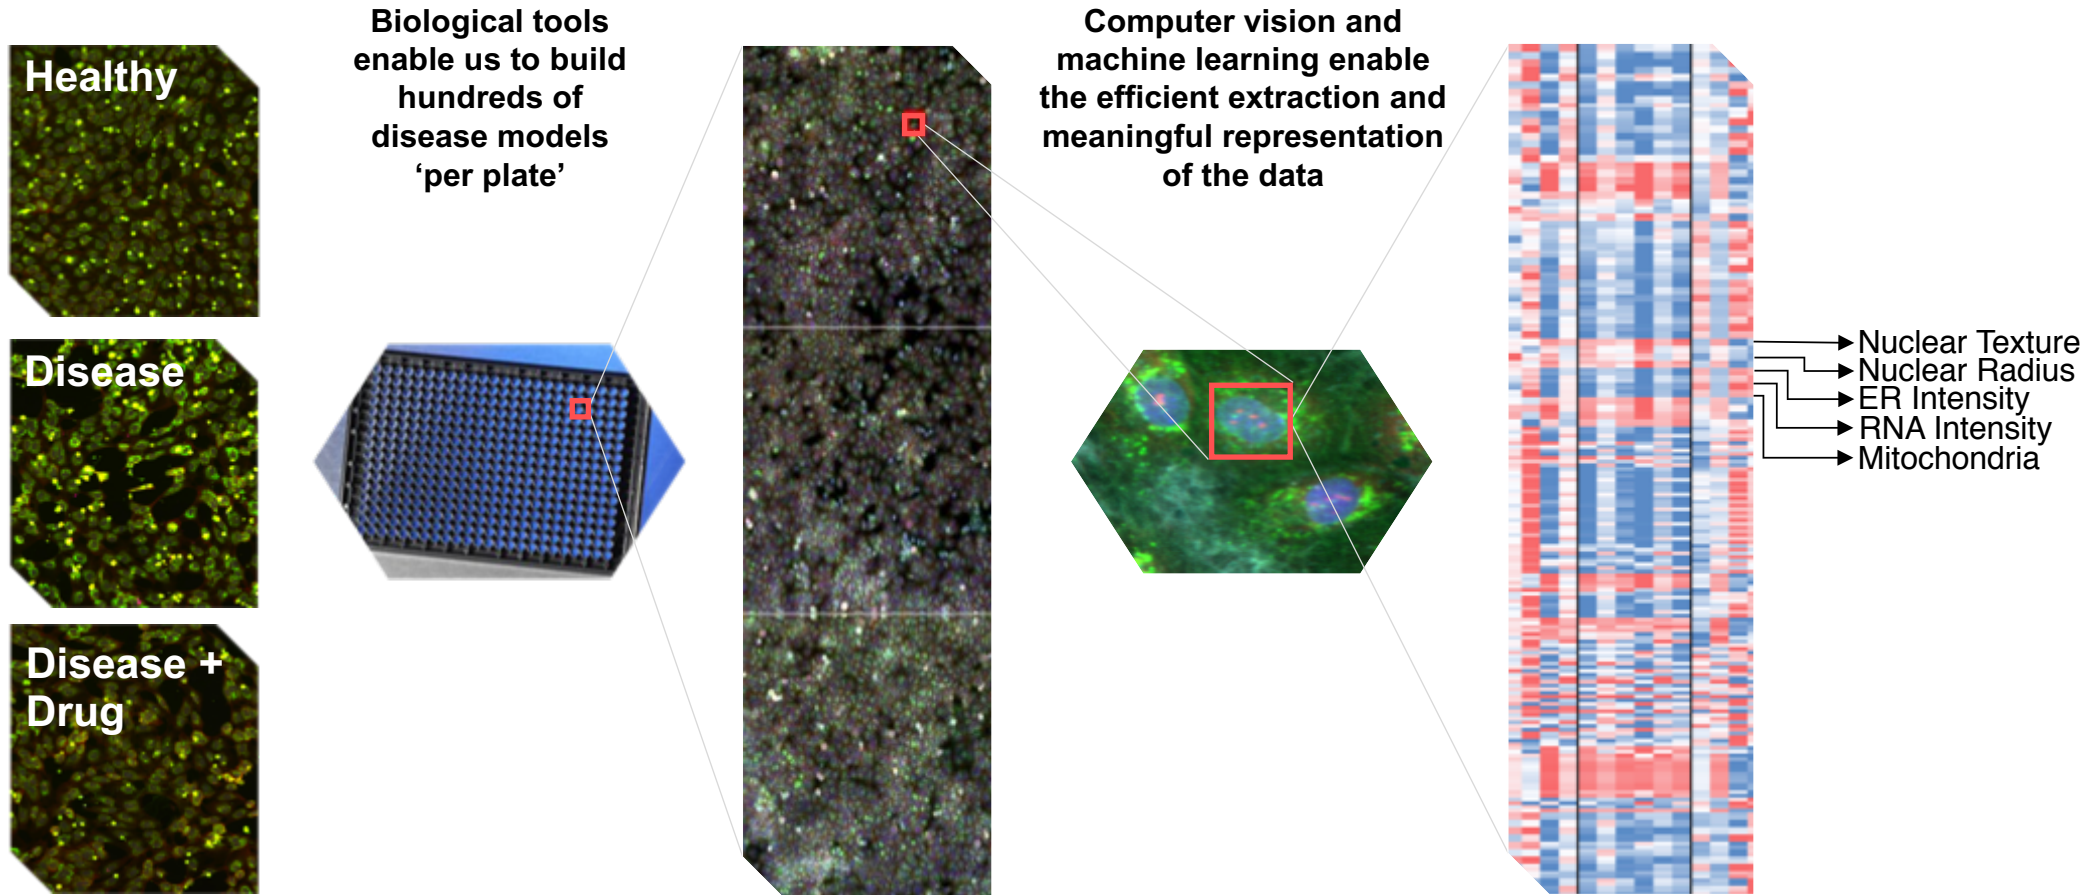 Healthy
Disease
Disease +
Drug
Biological tools
enable us to build
hundreds of
disease models
‘per plate’
Computer vision and
machine learning enable
the efficient extraction and
meaningful representation
of the data
Nuclear Texture
Nuclear Radius
ER Intensity
RNA Intensity
Mitochondria